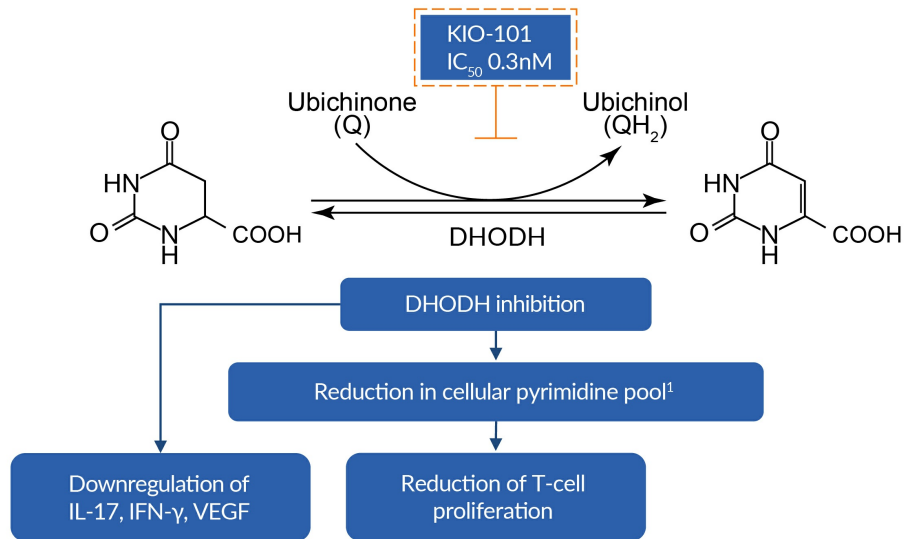 KIO-101
IC₅₀ 0.3nM
Ubichinone
(Q)
Ubichinol
(QH₂)
O
HN
O
N
H
COOH
DHODH
O
HN
O
N
H
COOH
DHODH inhibition
Reduction in cellular pyrimidine pool¹
Downregulation of
IL-17, IFN-γ, VEGF
Reduction of T-cell
proliferation